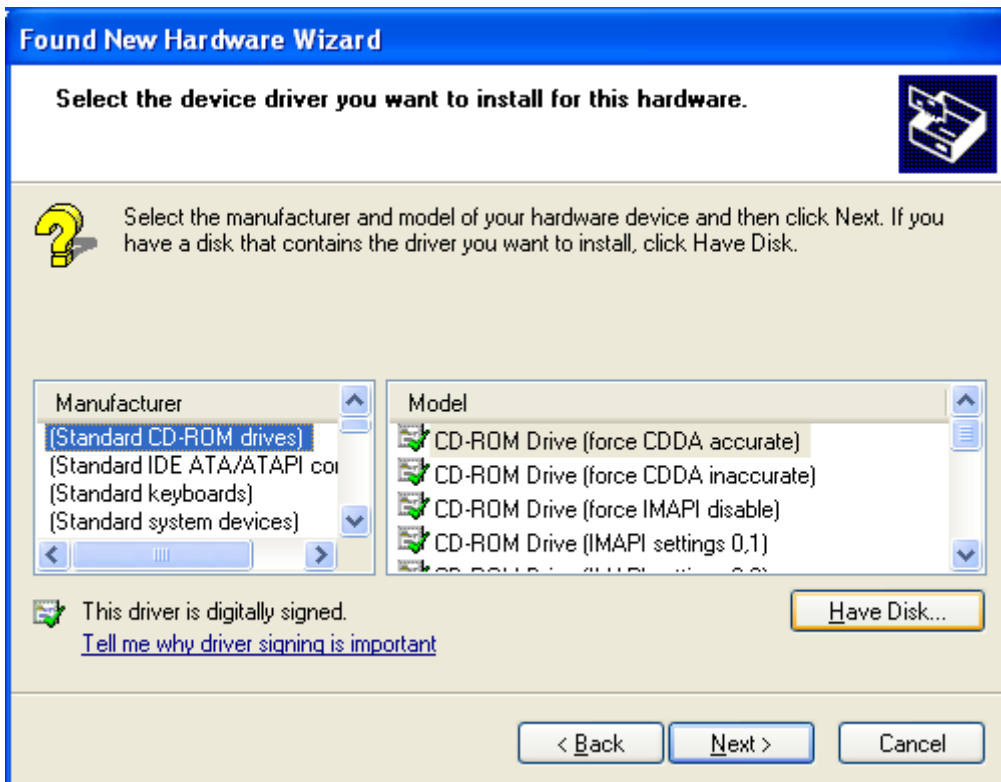 Found New Hardware Wizard
Select the device driver you want to install for this hardware.
Select the manufacturer and model of your hardware device and then click Next. If you
have a disk that contains the driver you want to install, click Have Disk.
Manufacturer
(Standard CD-ROM drives)
(Standard IDE ATA/ATAPI cor
(Standard keyboards)
(Standard system devices)
Model
CD-ROM Drive (force CDDA accurate)
CD-ROM Drive (force CDDA inaccurate)
CD-ROM Drive (force IMAPI disable)
CD-ROM Drive (IMAPI settings 0,1)
This driver is digitally signed.
Tell me why driver signing is important
Have Disk...
< Back
Next >
Cancel